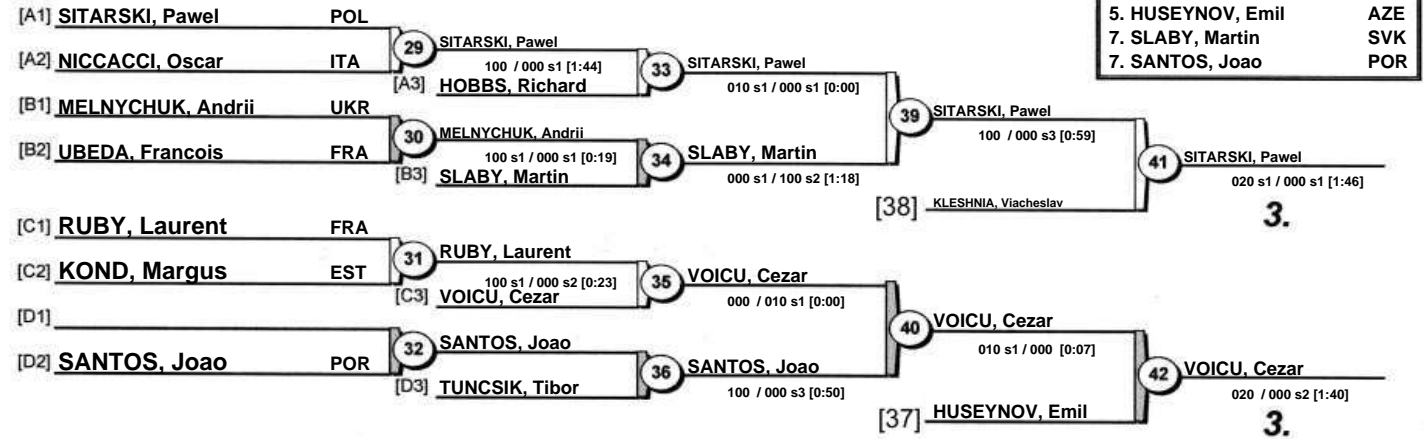 [A1] SITARSKI, Pawel POL
[A2] NICCACCI, Oscar ITA
29 SITARSKI, Pawel
100 / 000 s1 [1:44]
[A3] HOBBS, Richard
33 SITARSKI, Pawel
010 s1 / 000 s1 [0:00]
[B1] MELNYCHUK, Andrii UKR
[B2] UBEDA, Francois FRA
30 MELNYCHUK, Andrii
100 s1 / 000 s1 [0:19]
[B3] SLABY, Martin
34 SLABY, Martin
000 s1 / 100 s2 [1:18]
39 SITARSKI, Pawel
100 / 000 s3 [0:59]
[38] KLESHNIA, Viacheslav
41 SITARSKI, Pawel
020 s1 / 000 s1 [1:46]
3.
[C1] RUBY, Laurent FRA
[C2] KOND, Margus EST
31 RUBY, Laurent
100 s1 / 000 s2 [0:23]
[C3] VOICU, Cezar
35 VOICU, Cezar
000 / 010 s1 [0:00]
[D1]
[D2] SANTOS, Joao POR
32 SANTOS, Joao
[D3] TUNCSIK, Tibor
36 SANTOS, Joao
100 / 000 s3 [0:50]
40 VOICU, Cezar
010 s1 / 000 [0:07]
[37] HUSEYNOV, Emil
42 VOICU, Cezar
020 / 000 s2 [1:40]
3.
5. HUSEYNOV, Emil AZE
7. SLABY, Martin SVK
7. SANTOS, Joao POR